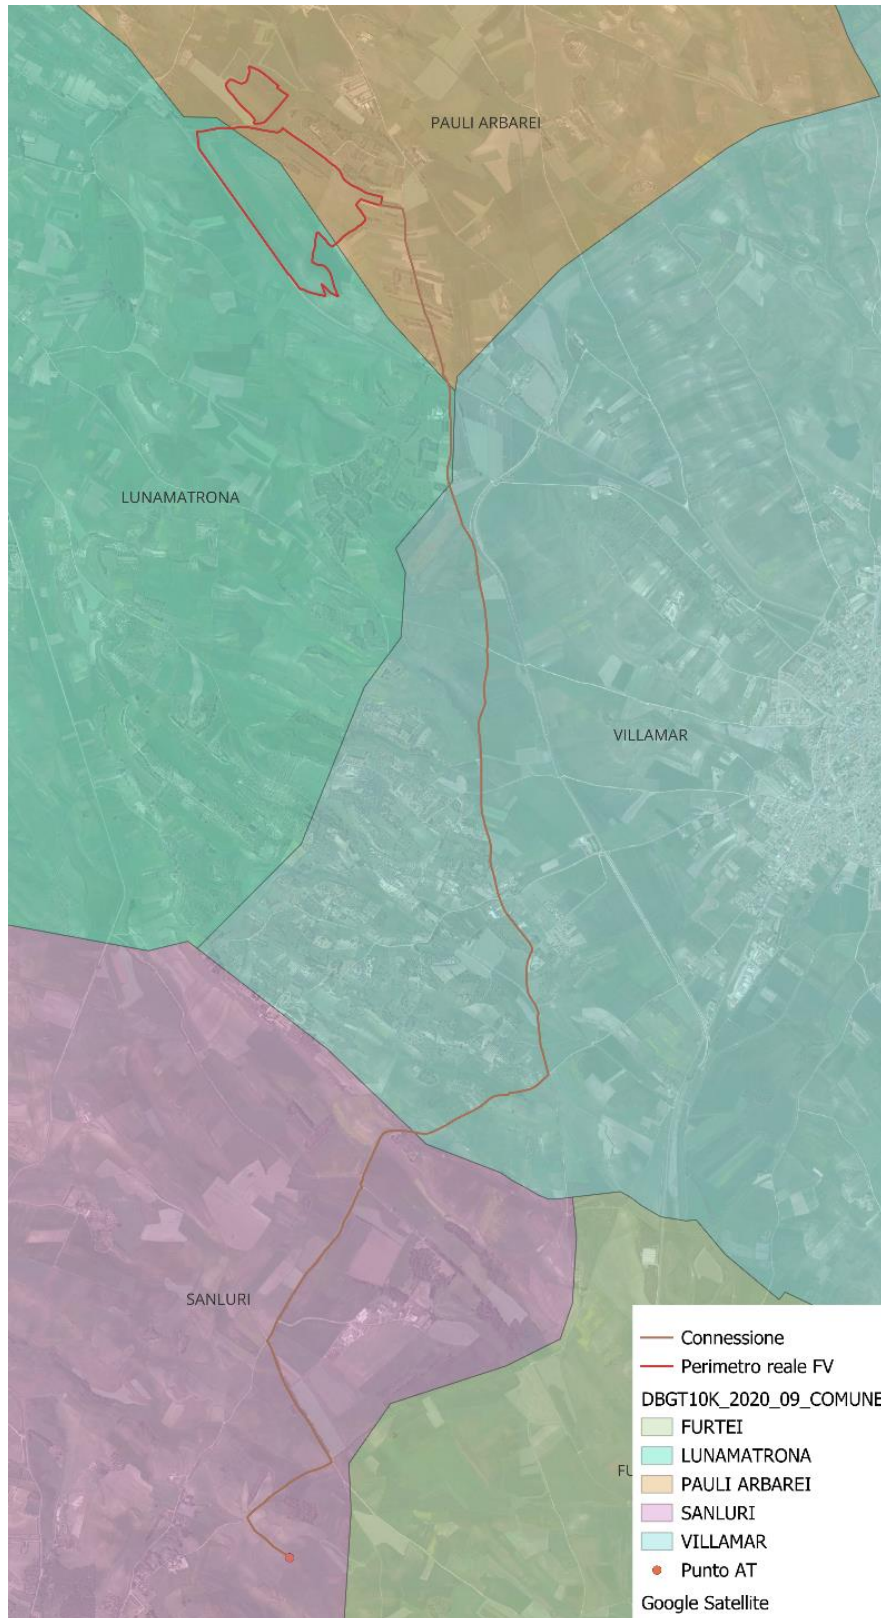 PAULI ARBAREI
LUNAMATRONA
VILLAMAR
SANLURI
FU
Connessione
Perimetro reale FV
DBGT10K_2020_09_COMUNE
FURTEI
LUNAMATRONA
PAULI ARBAREI
SANLURI
VILLAMAR
Punto AT
Google Satellite